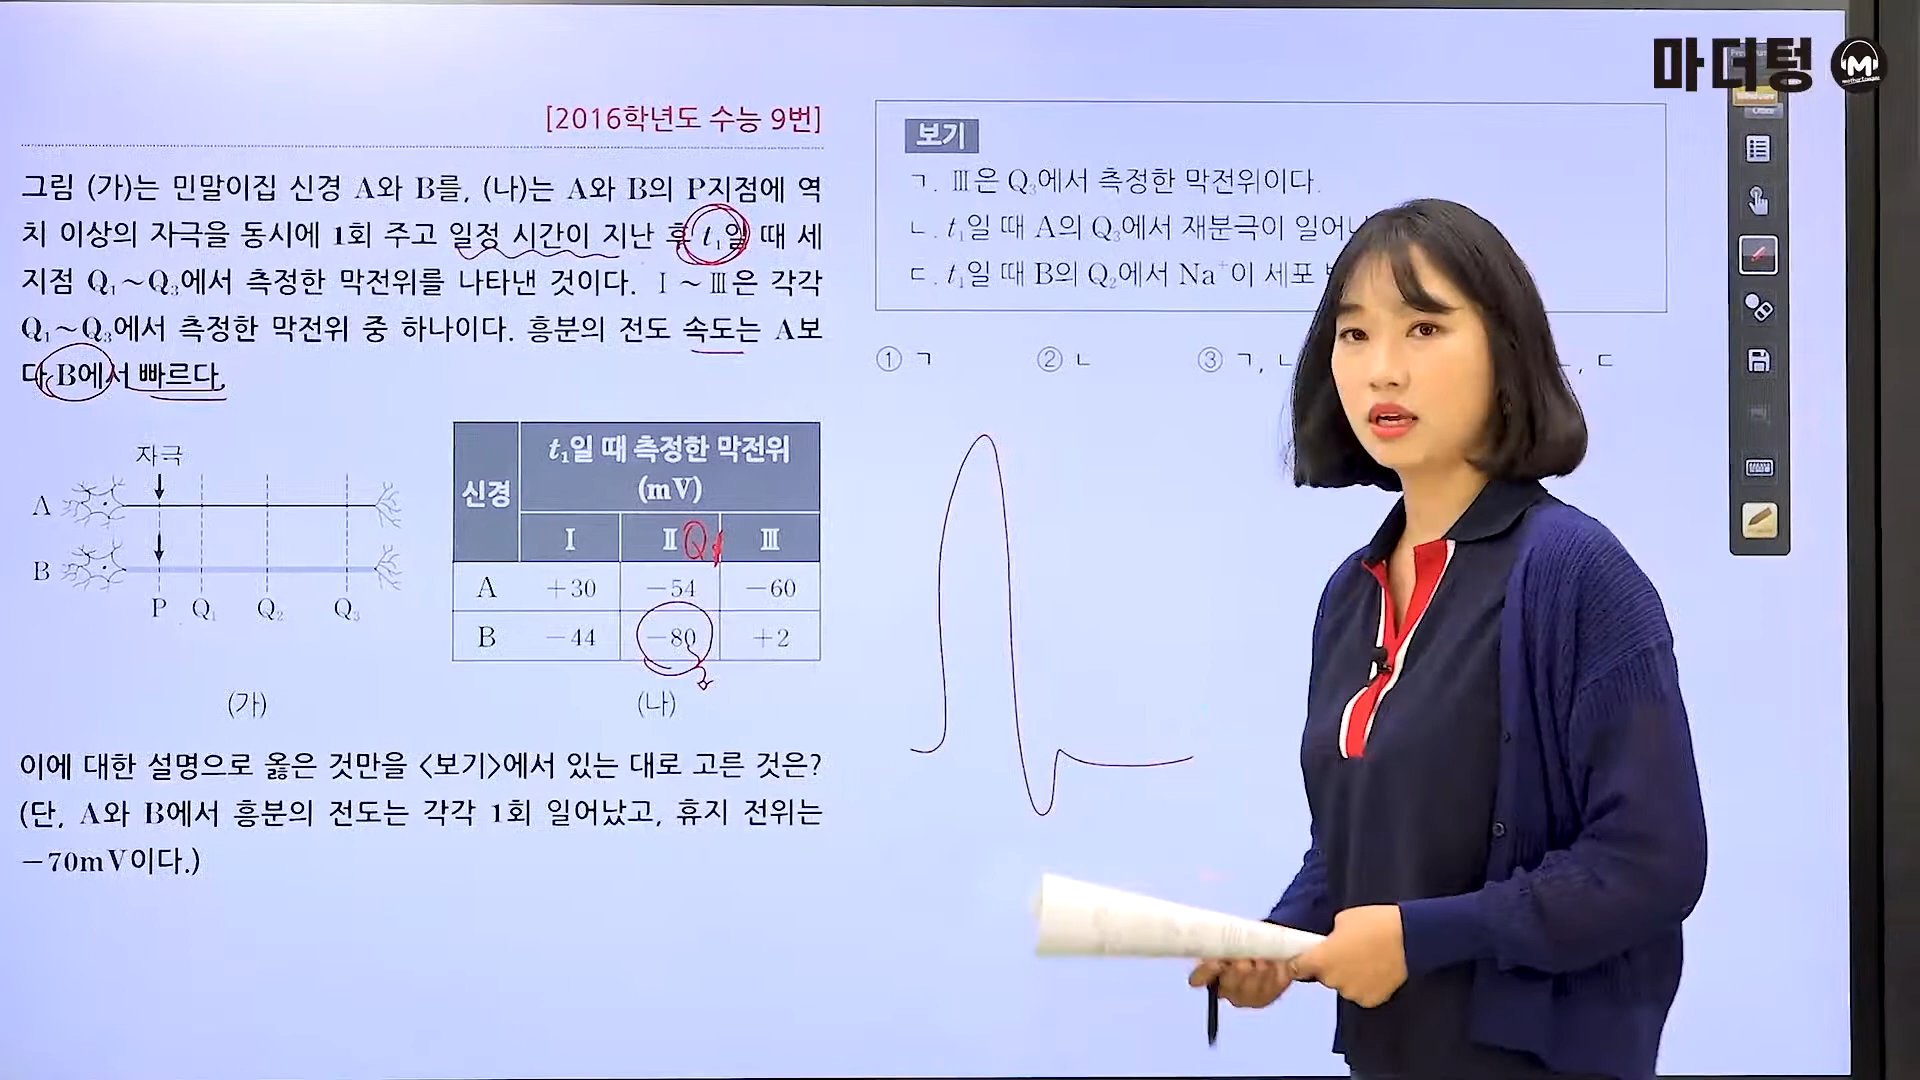 마더텅 M
[2016학년도 수능 9번]
그림 (가)는 민말이집 신경 A와 B를, (나)는 A와 B의 P지점에 역
치 이상의 자극을 동시에 1회 주고 일정 시간이 지난 후 t₁일 때 세
지점 Q₁~Q₃에서 측정한 막전위를 나타낸 것이다. Ⅰ~Ⅲ은 각각
Q₁~Q₃에서 측정한 막전위 중 하나이다. 흥분의 전도 속도는 A보
다 B에서 빠르다.
자극
A
B
P Q₁ Q₂ Q₃
(가)
신경 t₁일 때 측정한 막전위
(mV)
Ⅰ Ⅱ Q₁ Ⅲ
A +30 -54 -60
B -44 -80 +2
(나)
이에 대한 설명으로 옳은 것만을 <보기>에서 있는 대로 고른 것은?
(단, A와 B에서 흥분의 전도는 각각 1회 일어났고, 휴지 전위는
-70mV이다.)
보기
ㄱ. Ⅲ은 Q₃에서 측정한 막전위이다.
ㄴ. t₁일 때 A의 Q₃에서 재분극이
ㄷ. t₁일 때 B의 Q₂에서 Na⁺이 세포
① ㄱ ② ㄴ ③ ㄱ, ㄴ , ㄷ